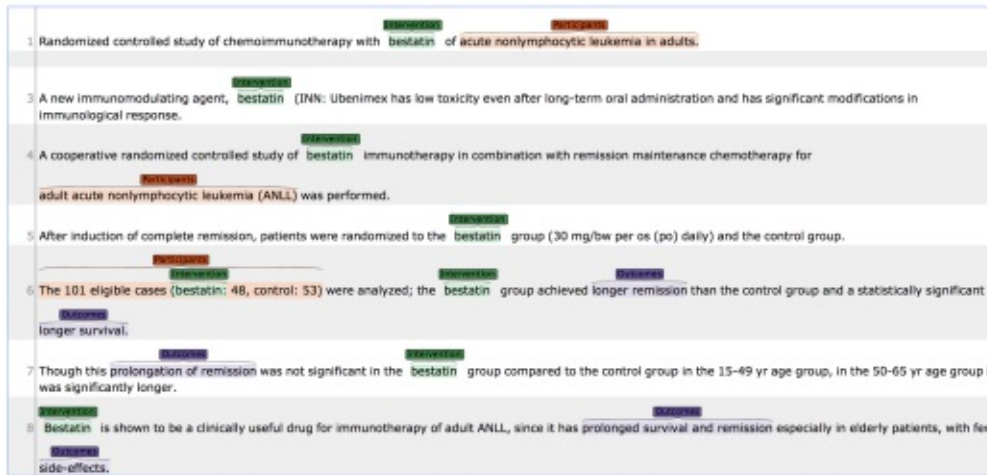 Intervention Participants
1 Randomized controlled study of chemoimmunotherapy with bestatin of acute nonlymphocytic leukemia in adults.
Intervention
3 A new immunomodulating agent, bestatin (INN: Ubenimex has low toxicity even after long-term oral administration and has significant modifications in
immunological response.
Intervention
4 A cooperative randomized controlled study of bestatin immunotherapy in combination with remission maintenance chemotherapy for
Participants
adult acute nonlymphocytic leukemia (ANLL) was performed.
Intervention
5 After induction of complete remission, patients were randomized to the bestatin group (30 mg/bw per os (po) daily) and the control group.
Participants
Intervention Intervention Outcomes
6 The 101 eligible cases (bestatin: 48, control: 53) were analyzed; the bestatin group achieved longer remission than the control group and a statistically significant
Outcomes
longer survival.
Outcomes Intervention
7 Though this prolongation of remission was not significant in the bestatin group compared to the control group in the 15-49 yr age group, in the 50-65 yr age group
was significantly longer.
Intervention Outcomes
8 Bestatin is shown to be a clinically useful drug for immunotherapy of adult ANLL, since it has prolonged survival and remission especially in elderly patients, with
Outcomes
side-effects.